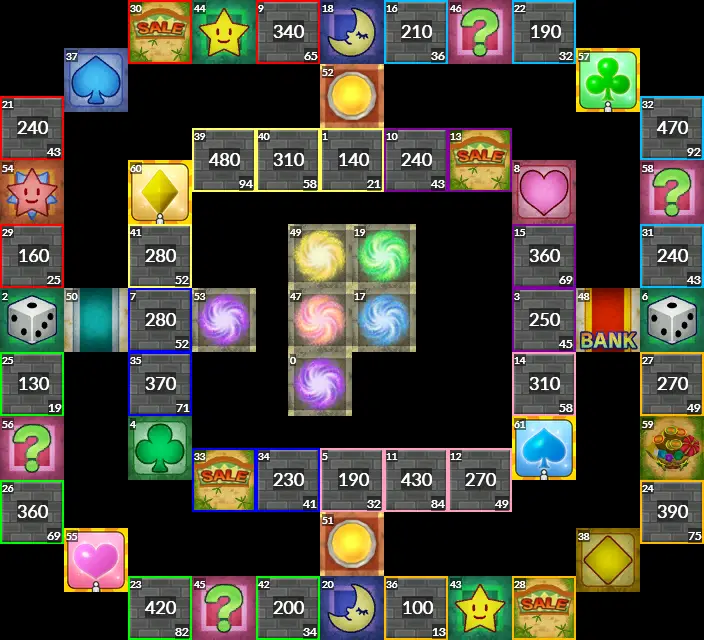 30 SALE 44 9 340 65 18 16 210 36 46 ? 22 190 32
37 52 57
21 240 43 32 470 92
39 480 94 40 310 58 1 140 21 10 240 43 13 SALE
54 60 8 58 ?
29 160 25 41 280 52 49 19 15 360 69 31 240 43
2 50 7 280 52 53 47 17 3 250 45 48 BANK 6
25 130 19 35 370 71 0 14 310 58 27 270 49
56 ? 4 61 59
33 SALE 34 230 41 5 190 32 11 430 84 12 270 49
26 360 69 24 390 75
55 51 38
23 420 82 45 ? 42 200 34 20 36 100 13 43 28 SALE